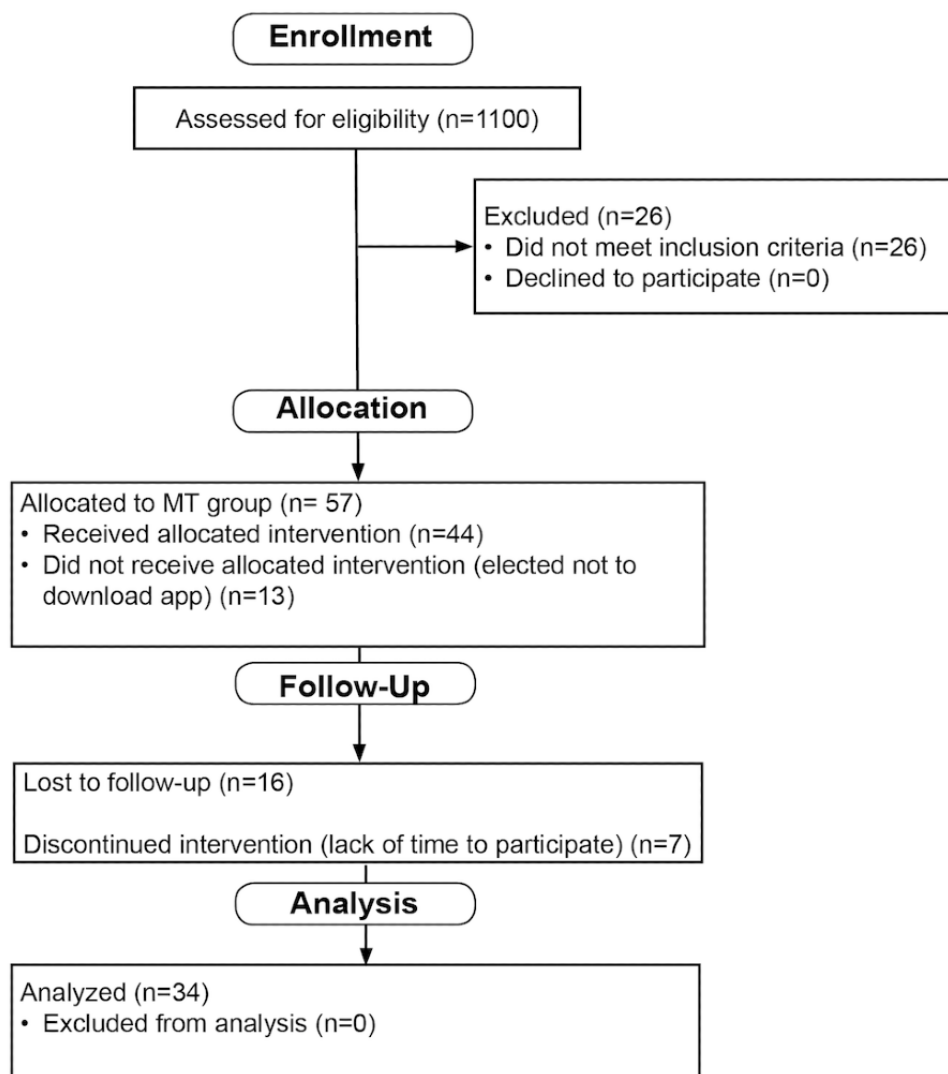 Enrollment
Assessed for eligibility (n=1100)
Excluded (n=26)
• Did not meet inclusion criteria (n=26)
• Declined to participate (n=0)
Allocation
Allocated to MT group (n= 57)
• Received allocated intervention (n=44)
• Did not receive allocated intervention (elected not to
download app) (n=13)
Follow-Up
Lost to follow-up (n=16)
Discontinued intervention (lack of time to participate) (n=7)
Analysis
Analyzed (n=34)
• Excluded from analysis (n=0)